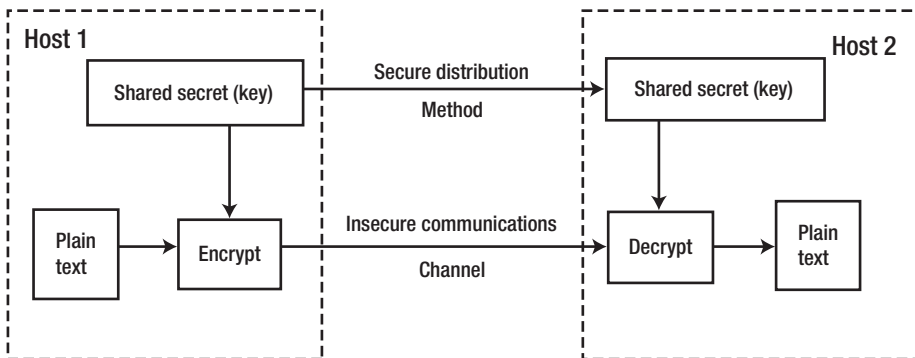 Host 1
Host 2
Shared secret (key)
Secure distribution
Method
Shared secret (key)
Plain
text
Encrypt
Insecure communications
Channel
Decrypt
Plain
text